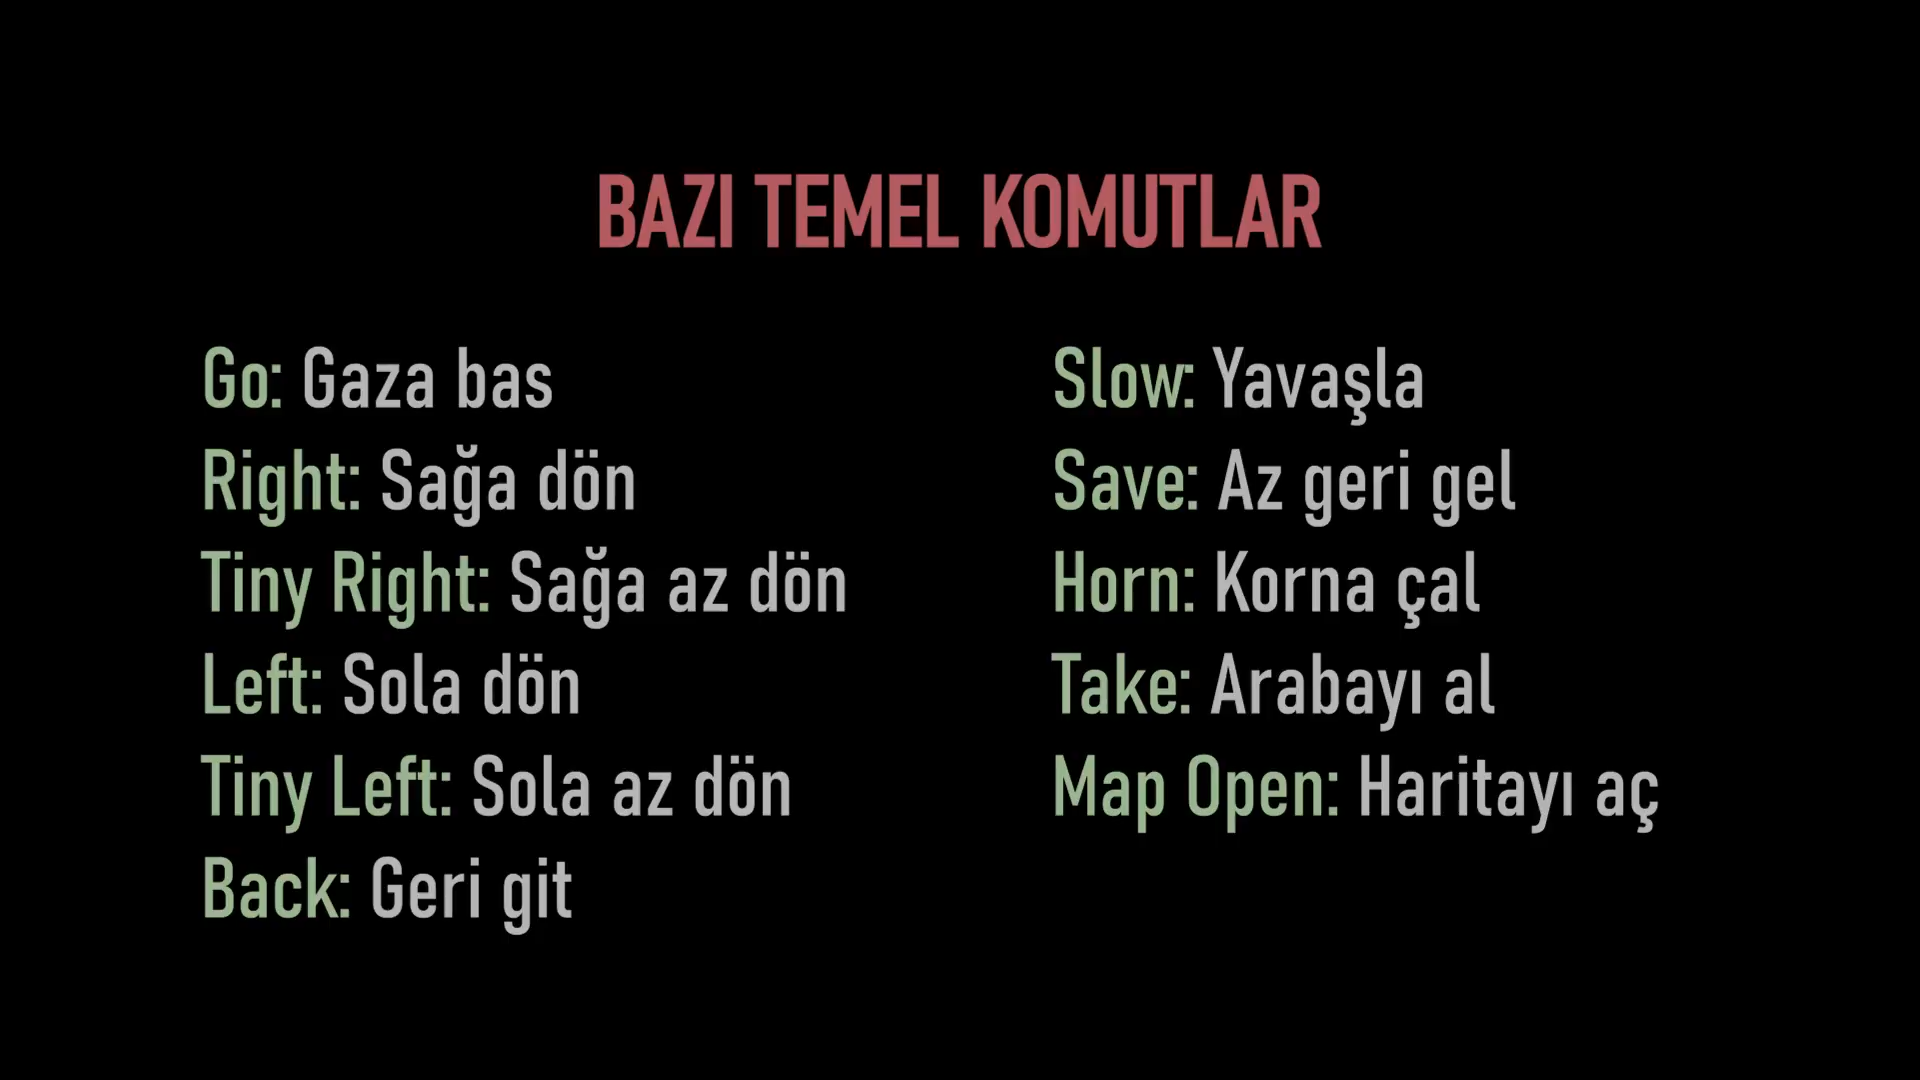 BAZI TEMEL KOMUTLAR
Go: Gaza bas
Right: Sağa dön
Tiny Right: Sağa az dön
Left: Sola dön
Tiny Left: Sola az dön
Back: Geri git
Slow: Yavaşla
Save: Az geri gel
Horn: Korna çal
Take: Arabayı al
Map Open: Haritayı aç